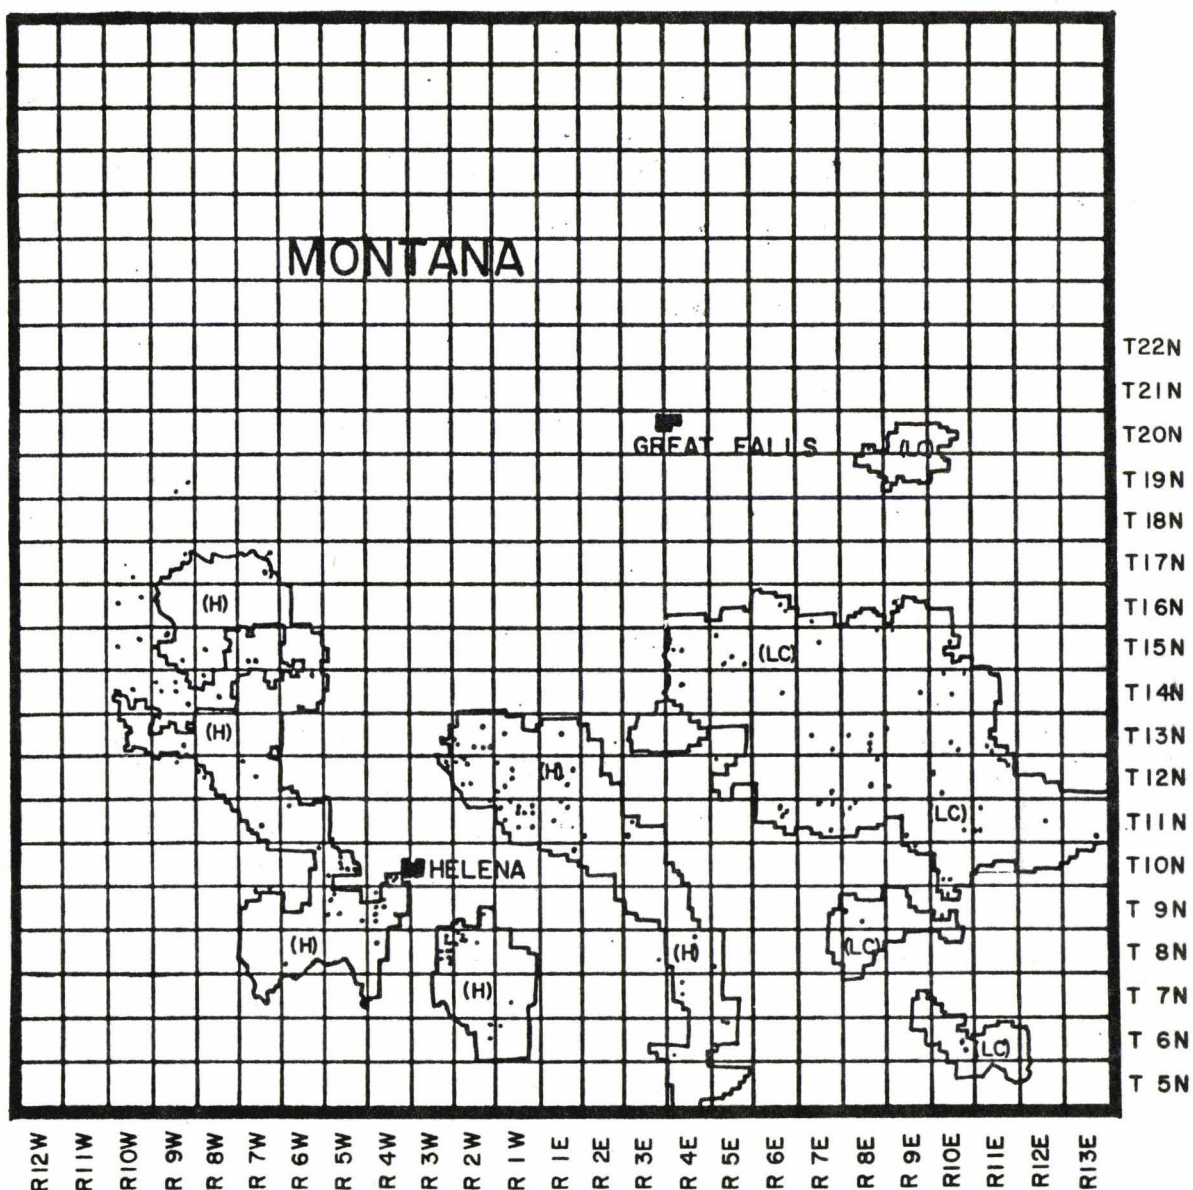 MONTANA
T22N
T21N
GREAT FALLS
T20N
(LC)
T19N
T18N
T17N
(H)
T16N
(LC)
T15N
T14N
(H)
T13N
(H)
T12N
(LC)
T11N
HELENA
T10N
T 9N
(H)
(H)
(LC)
T 8N
(H)
T 7N
(LC)
T 6N
T 5N
R12W
R11W
R10W
R 9W
R 8W
R 7W
R 6W
R 5W
R 4W
R 3W
R 2W
R 1W
R 1E
R 2E
R 3E
R 4E
R 5E
R 6E
R 7E
R 8E
R 9E
R10E
R11E
R12E
R13E